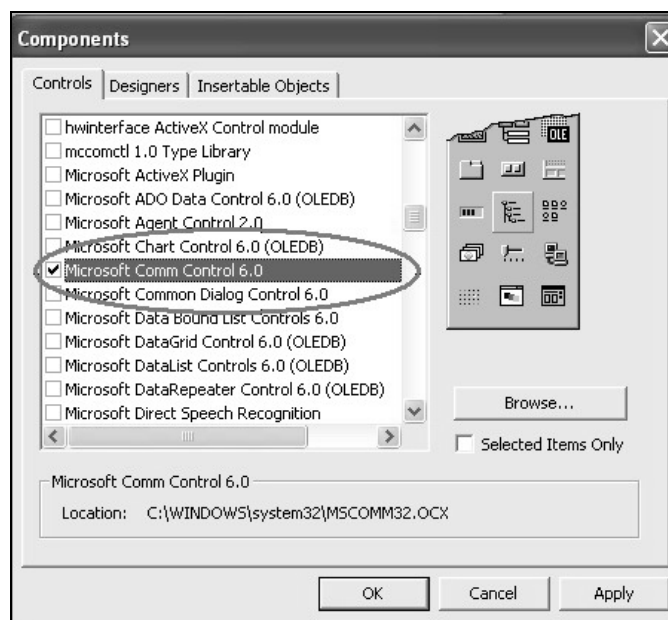 Components
Controls
Designers
Insertable Objects
hwinterface ActiveX Control module
mccomctl 1.0 Type Library
Microsoft ActiveX Plugin
Microsoft ADO Data Control 6.0 (OLEDB)
Microsoft Agent Control 2.0
Microsoft Chart Control 6.0 (OLEDB)
Microsoft Comm Control 6.0
Microsoft Common Dialog Control 6.0
Microsoft Data Bound List Controls 6.0
Microsoft DataGrid Control 6.0 (OLEDB)
Microsoft DataList Controls 6.0 (OLEDB)
Microsoft DataRepeater Control 6.0 (OLEDB)
Microsoft Direct Speech Recognition
OLE
Browse...
Selected Items Only
Microsoft Comm Control 6.0
Location: C:\WINDOWS\system32\MSCOMM32.OCX
OK
Cancel
Apply